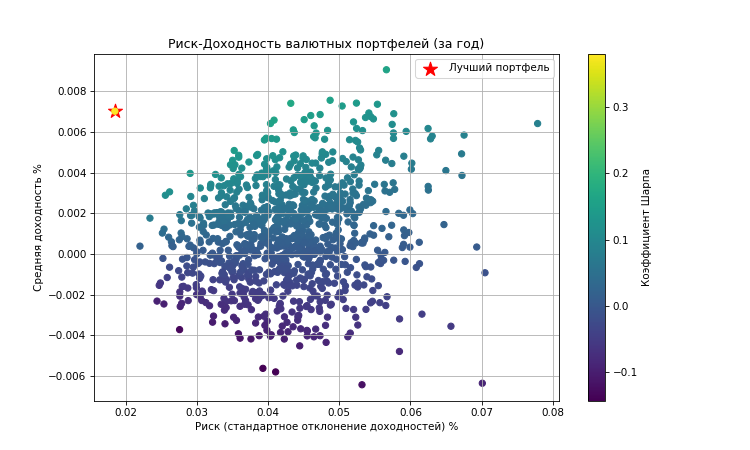 Риск-Доходность валютных портфелей (за год)
Лучший портфель
0.008
0.006
0.004
0.002
0.000
−0.002
−0.004
−0.006
Средняя доходность %
0.02 0.03 0.04 0.05 0.06 0.07 0.08
Риск (стандартное отклонение доходностей) %
0.3
0.2
0.1
0.0
−0.1
Коэффициент Шарпа